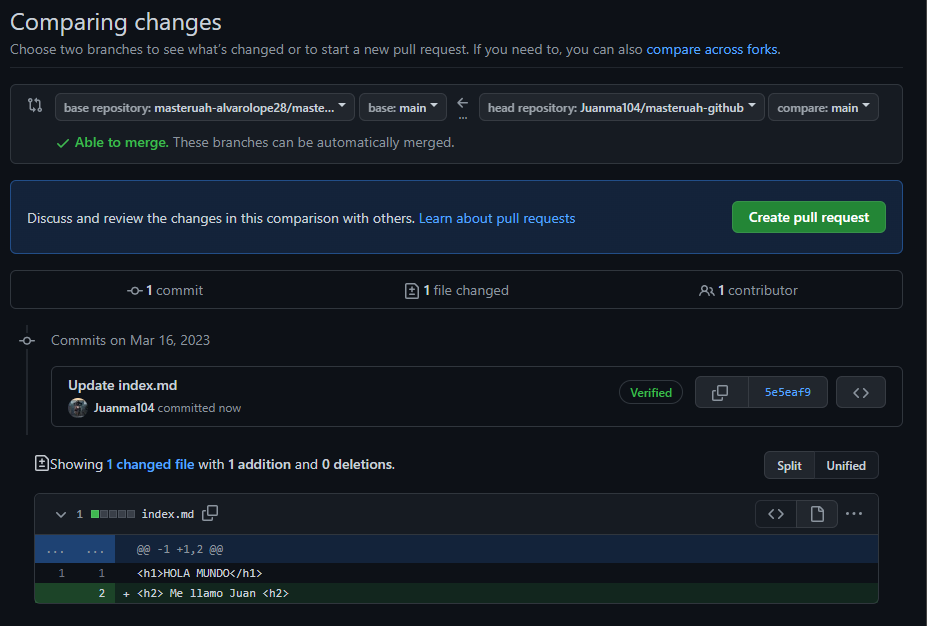 Comparing changes
Choose two branches to see what's changed or to start a new pull request. If you need to, you can also compare across forks.
base repository: masteruah-alvarolope28/maste... base: main ... head repository: Juanma104/masteruah-github compare: main
Able to merge. These branches can be automatically merged.
Discuss and review the changes in this comparison with others. Learn about pull requests Create pull request
1 commit 1 file changed 1 contributor
Commits on Mar 16, 2023
Update index.md
Juanma104 committed now Verified 5e5eaf9 <>
Showing 1 changed file with 1 addition and 0 deletions. Split Unified
1 index.md <> ...
... ... @@ -1 +1,2 @@
1 1 <h1>HOLA MUNDO</h1>
2 + <h2> Me llamo Juan <h2>